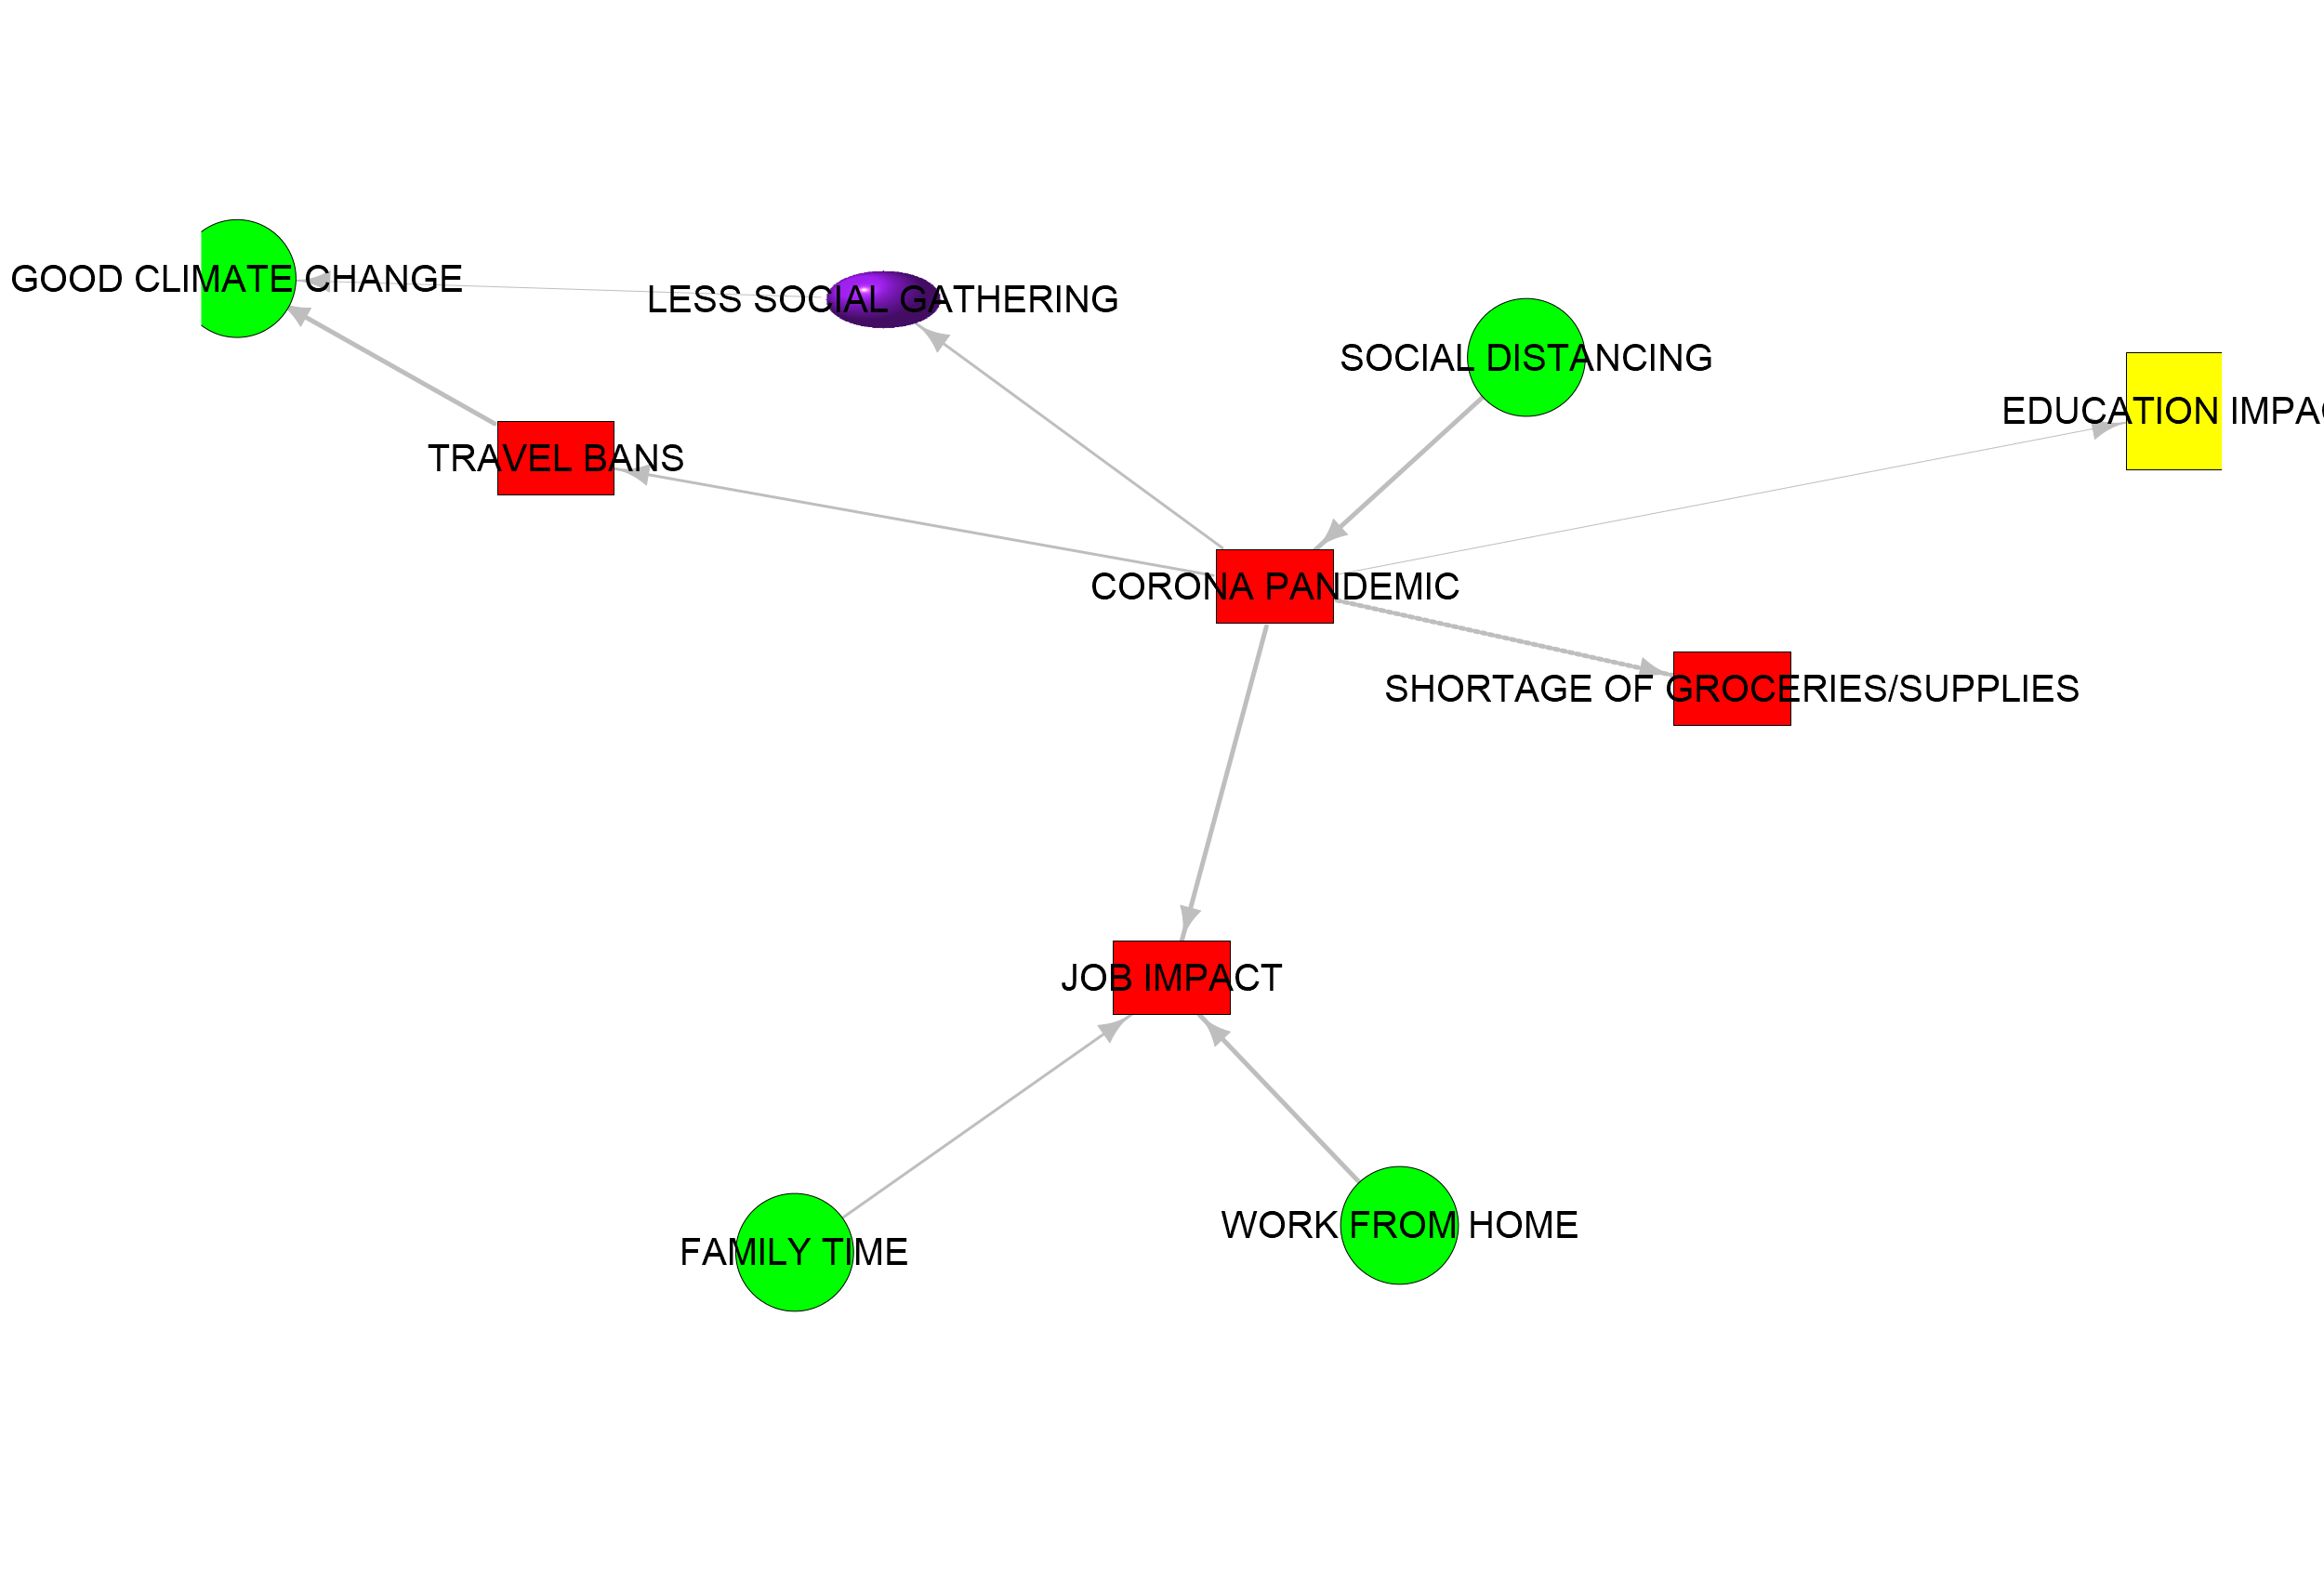 GOOD CLIMATE CHANGE
LESS SOCIAL GATHERING
SOCIAL DISTANCING
EDUCATION IMPA
TRAVEL BANS
CORONA PANDEMIC
SHORTAGE OF GROCERIES/SUPPLIES
JOB IMPACT
WORK FROM HOME
FAMILY TIME